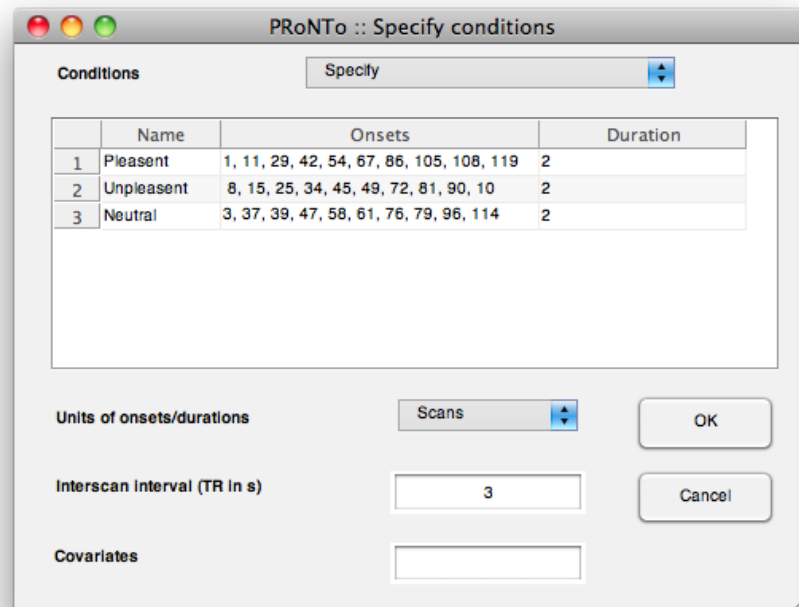 PRoNTo :: Specify conditions
Conditions Specify
Name Onsets Duration
1 Pleasent 1, 11, 29, 42, 54, 67, 86, 105, 108, 119 2
2 Unpleasent 8, 15, 25, 34, 45, 49, 72, 81, 90, 10 2
3 Neutral 3, 37, 39, 47, 58, 61, 76, 79, 96, 114 2
Units of onsets/durations Scans OK
Interscan interval (TR in s) 3 Cancel
Covariates